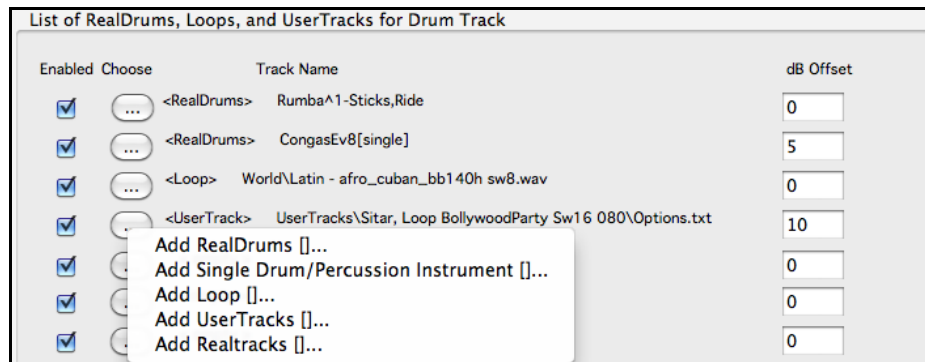 List of RealDrums, Loops, and UserTracks for Drum Track
Enabled Choose Track Name dB Offset
... <RealDrums> Rumba^1-Sticks,Ride 0
... <RealDrums> CongasEv8[single] 5
... <Loop> World\Latin - afro_cuban_bb140h sw8.wav 0
... <UserTrack> UserTracks\Sitar, Loop BollywoodParty Sw16 080\Options.txt 10
Add RealDrums []...
Add Single Drum/Percussion Instrument []... 0
Add Loop []...
Add UserTracks []... 0
Add Realtracks []... 0